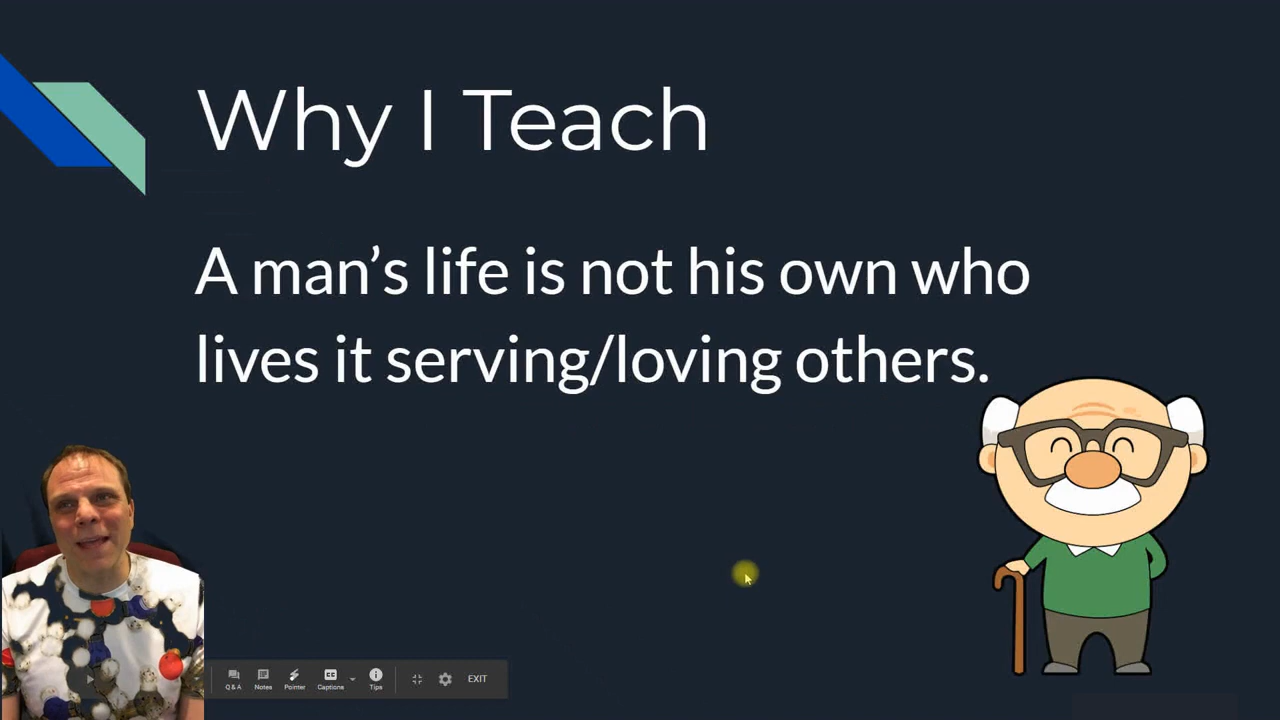 Why I Teach
A man’s life is not his own who
lives it serving/loving others.
Q & A Notes Pointer Captions Tips EXIT
CC